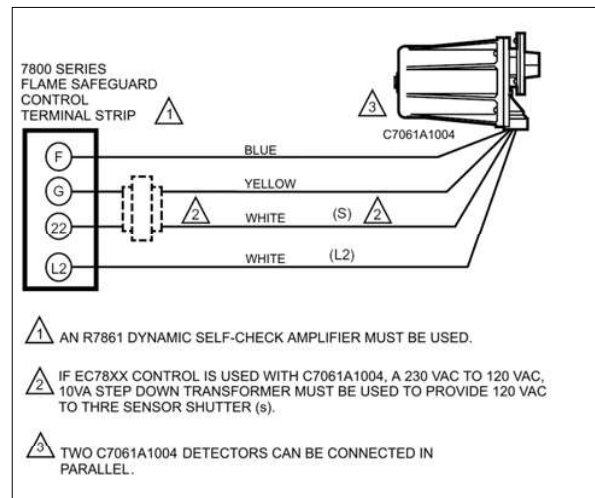 7800 SERIES
FLAME SAFEGUARD
CONTROL
TERMINAL STRIP
1
3
C7061A1004
F
BLUE
G
YELLOW
2
22
WHITE
(S)
2
L2
WHITE
(L2)
1 AN R7861 DYNAMIC SELF-CHECK AMPLIFIER MUST BE USED.
2 IF EC78XX CONTROL IS USED WITH C7061A1004, A 230 VAC TO 120 VAC,
10VA STEP DOWN TRANSFORMER MUST BE USED TO PROVIDE 120 VAC
TO THRE SENSOR SHUTTER (s).
3 TWO C7061A1004 DETECTORS CAN BE CONNECTED IN
PARALLEL.